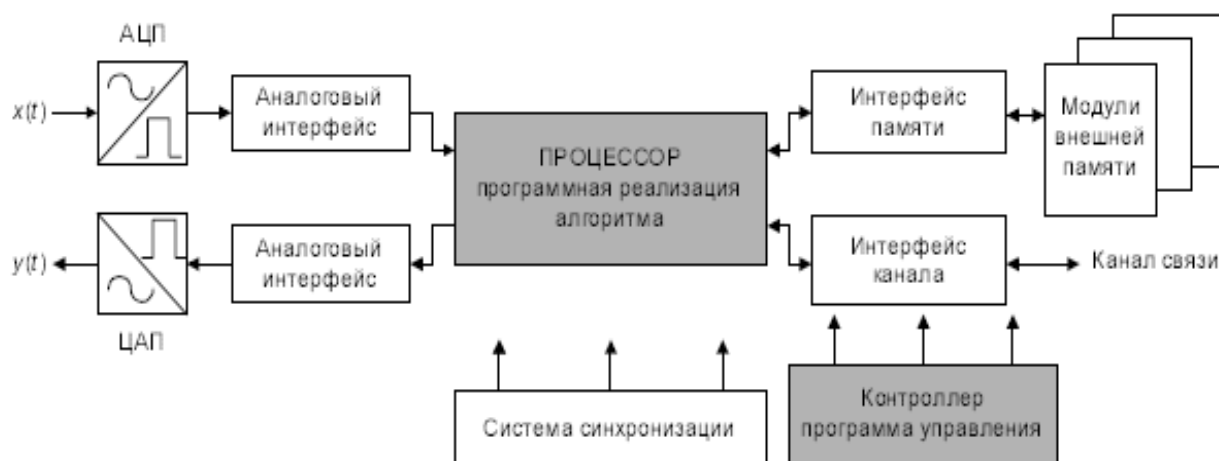 АЦП
x(t)
Аналоговый
интерфейс
ПРОЦЕССОР
программная реализация
алгоритма
Интерфейс
памяти
Модули
внешней
памяти
y(t)
ЦАП
Аналоговый
интерфейс
Интерфейс
канала
Канал связи
Система синхронизации
Контроллер
программа управления